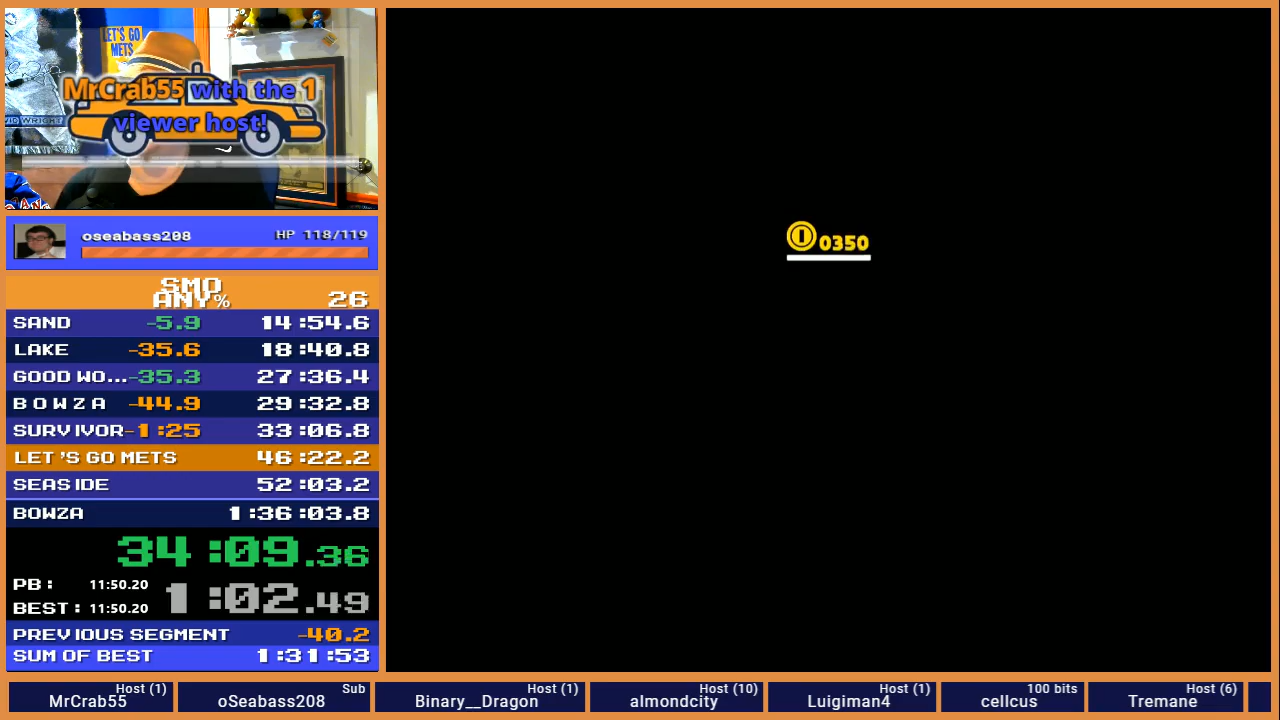 LET'S GO
METS
MrCrab55 with the 1
viewer host!
VID WRIGHT
oseabass208 HP 118/119
SMO
ANY% 26
SAND -5.9 14:54.6
LAKE -35.6 18:40.8
GOOD WO... -35.3 27:36.4
B O W Z A -44.9 29:32.8
SURVIVOR -1:25 33:06.8
LET'S GO METS 46:22.2
SEASIDE 52:03.2
BOWZA 1:36:03.8
34:09.36
PB: 11:50.20
BEST: 11:50.20
1:02.49
PREVIOUS SEGMENT -40.2
SUM OF BEST 1:31:53
0350
Host (1)
MrCrab55
Sub
oSeabass208
Host (1)
Binary__Dragon
Host (10)
almondcity
Host (1)
Luigiman4
100 bits
cellcus
Host (6)
Tremane